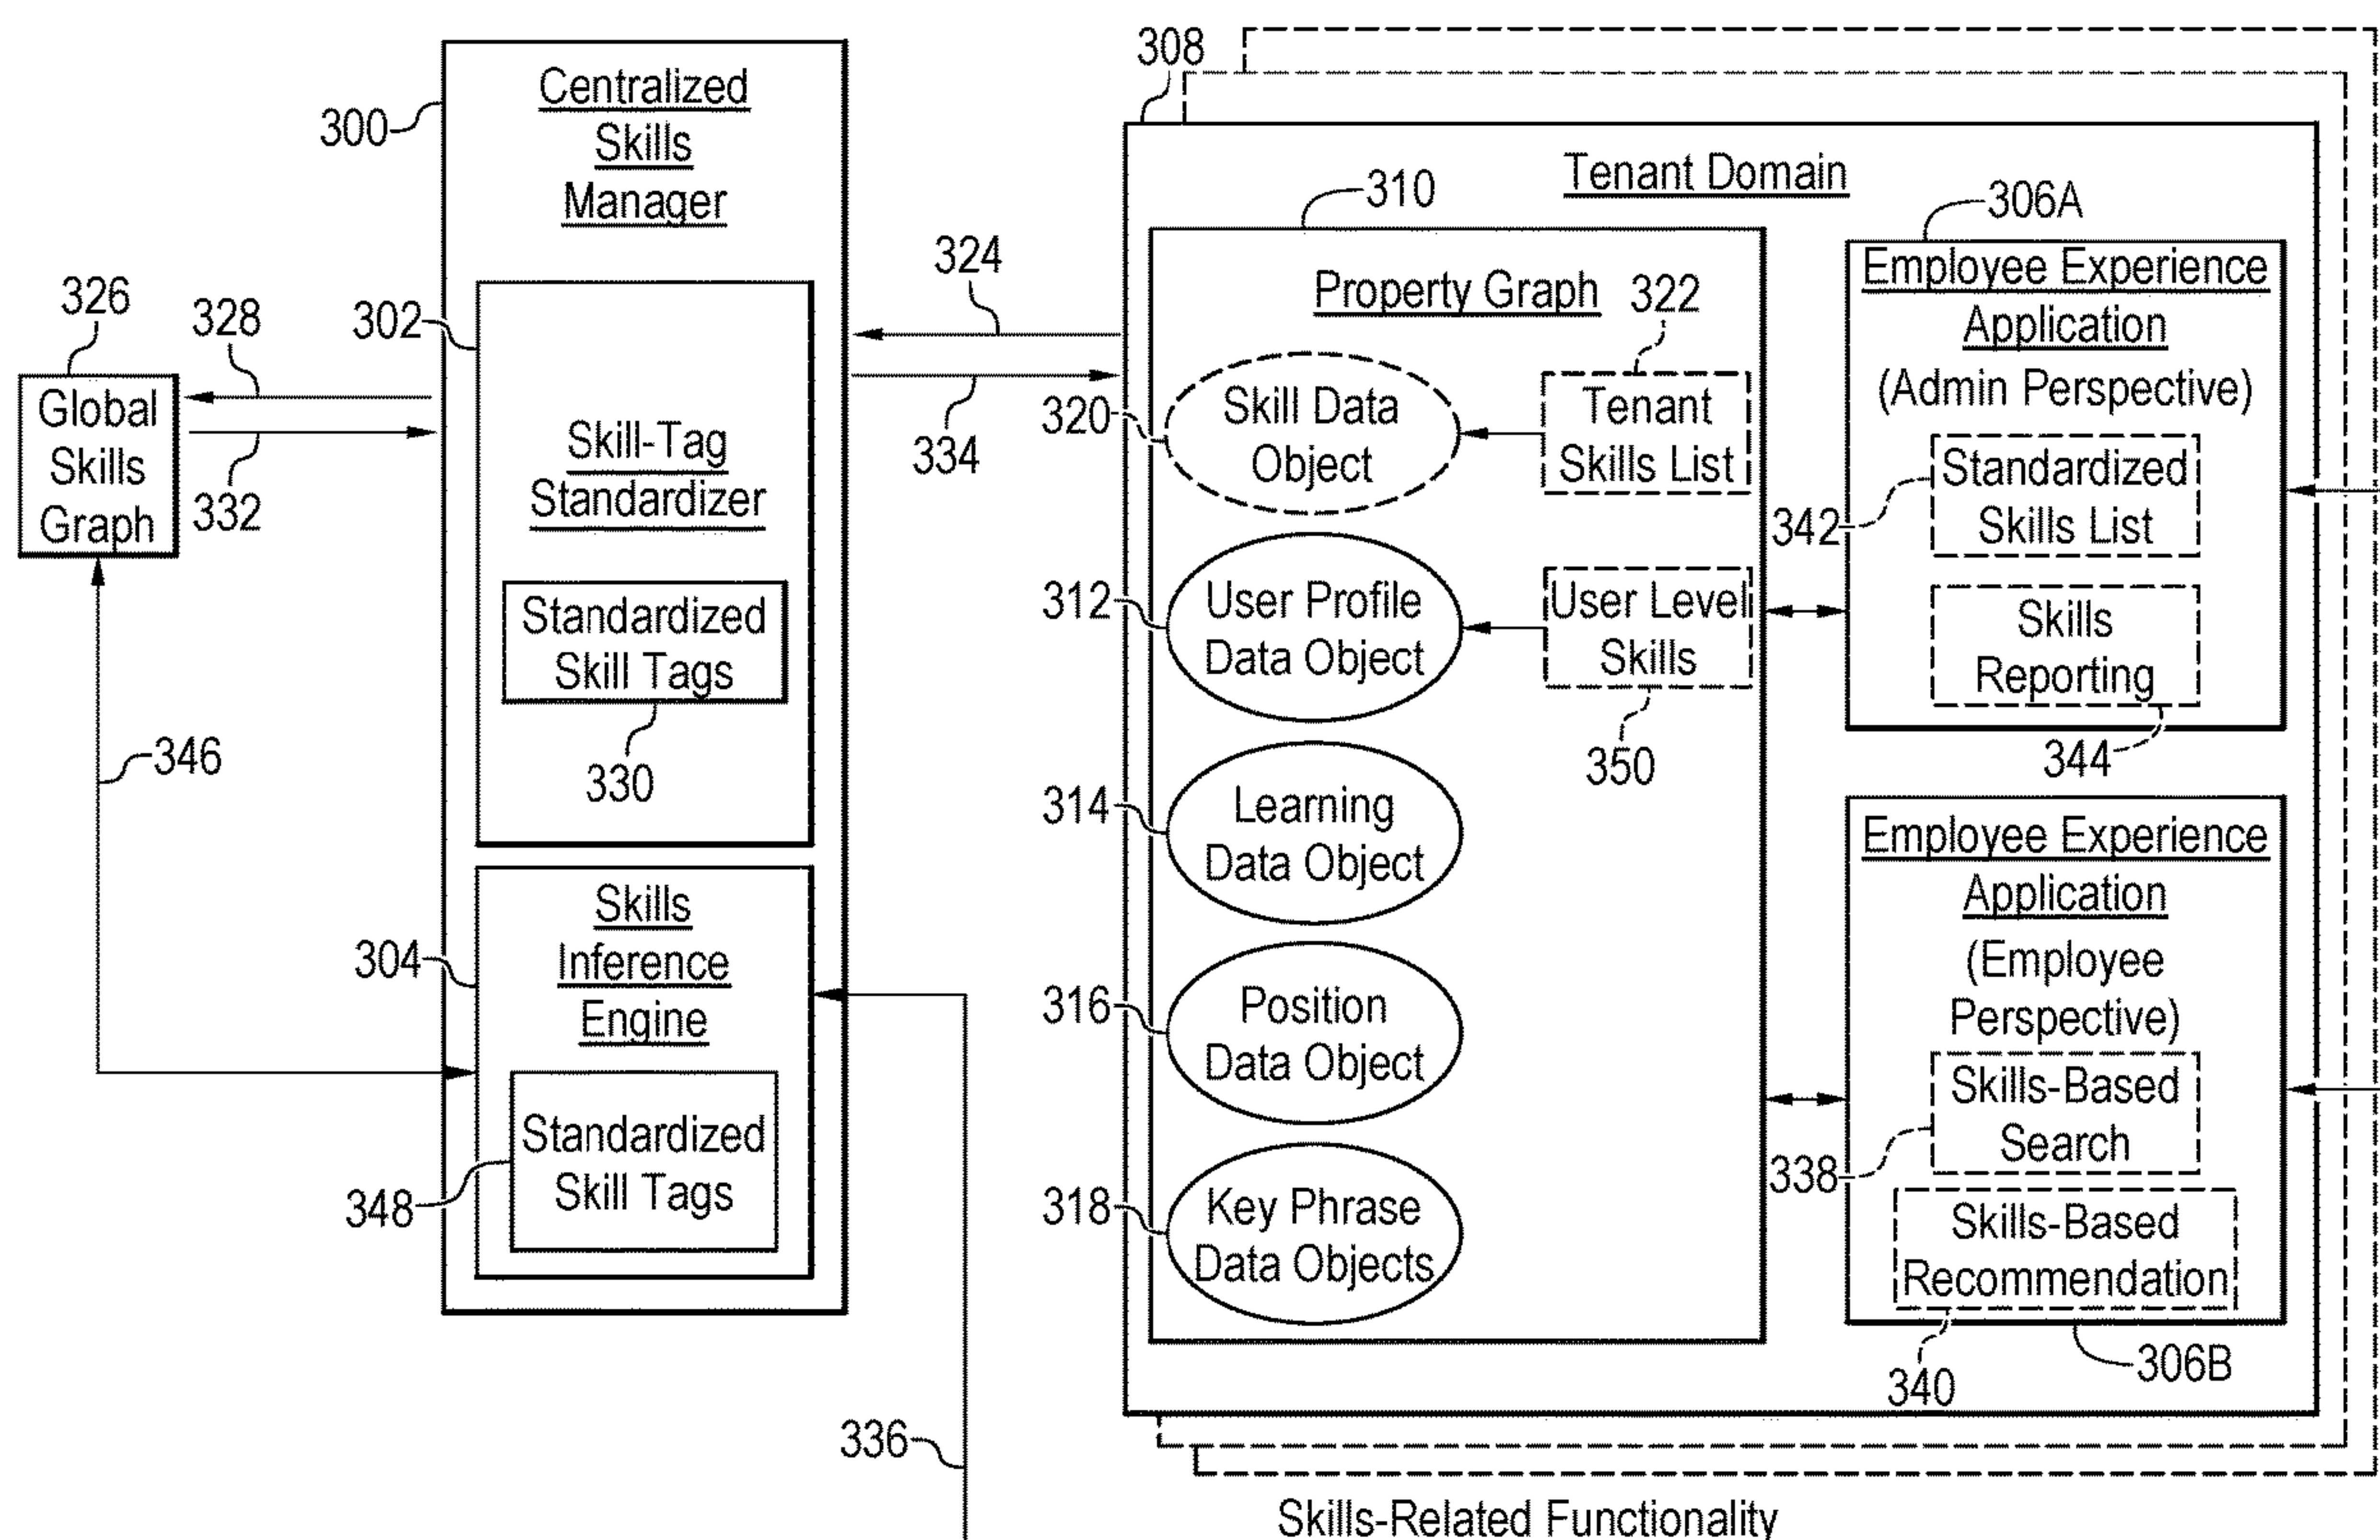 308
300
Centralized
Skills
Manager
Tenant Domain
310
306A
326
328
302
324
334
Property Graph
322
Employee Experience
Application
(Admin Perspective)
Global
Skills
Graph
332
Skill-Tag
Standardizer
320
Skill Data
Object
Tenant
Skills List
342
Standardized
Skills List
Standardized
Skill Tags
330
312
User Profile
Data Object
User Level
Skills
350
Skills
Reporting
344
346
314
Learning
Data Object
Employee Experience
Application
(Employee
Perspective)
304
Skills
Inference
Engine
316
Position
Data Object
338
Skills-Based
Search
348
Standardized
Skill Tags
318
Key Phrase
Data Objects
Skills-Based
Recommendation
340
306B
336
Skills-Related Functionality